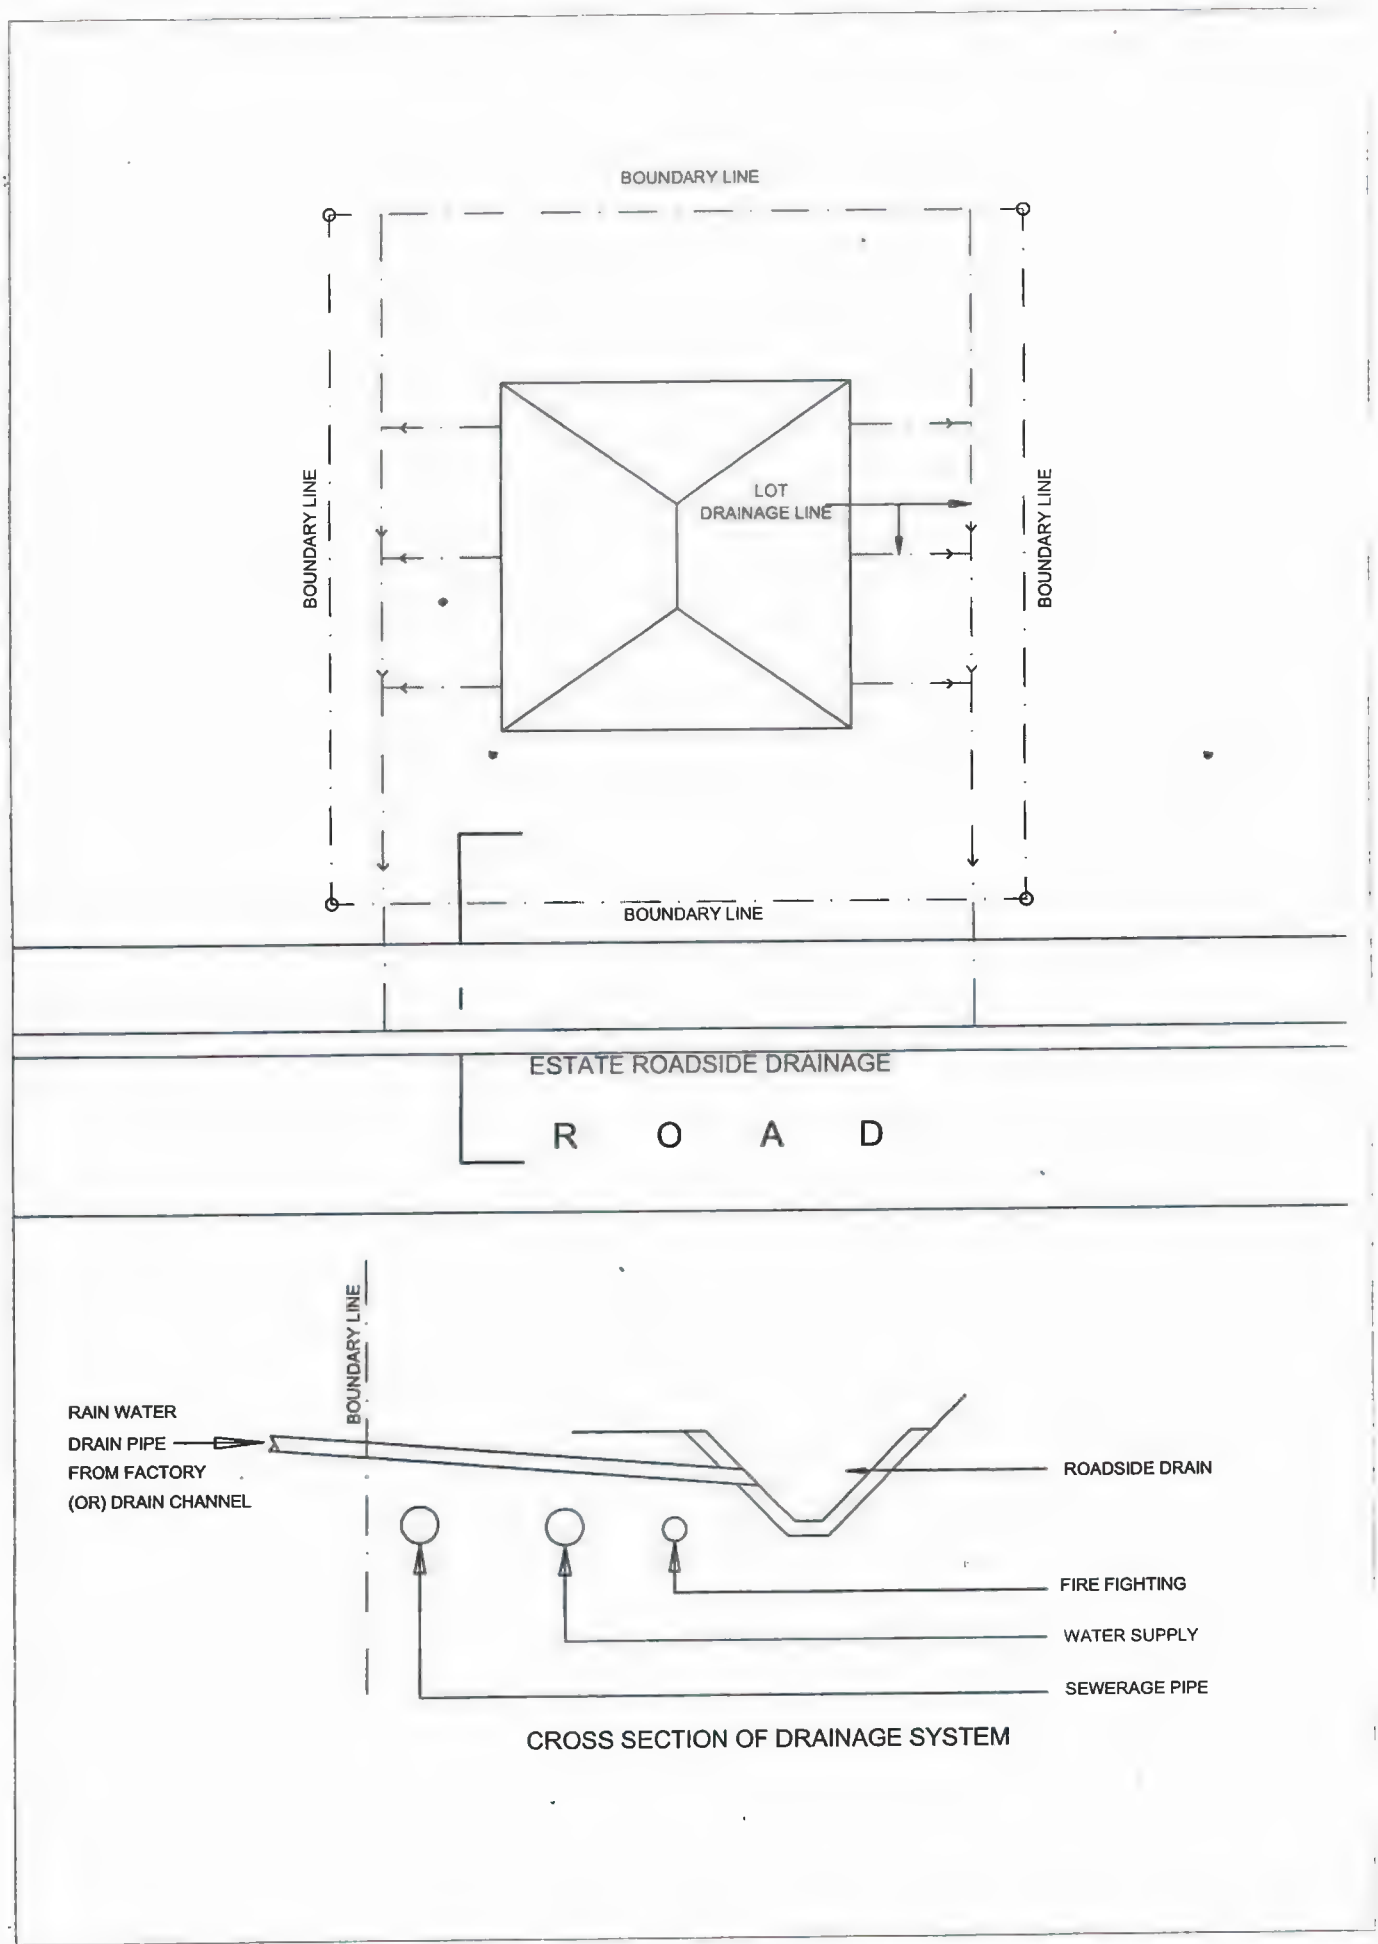 BOUNDARY LINE
BOUNDARY LINE
LOT
DRAINAGE LINE
BOUNDARY LINE
BOUNDARY LINE
ESTATE ROADSIDE DRAINAGE
R O A D
BOUNDARY LINE
RAIN WATER
DRAIN PIPE
FROM FACTORY
(OR) DRAIN CHANNEL
ROADSIDE DRAIN
FIRE FIGHTING
WATER SUPPLY
SEWERAGE PIPE
CROSS SECTION OF DRAINAGE SYSTEM